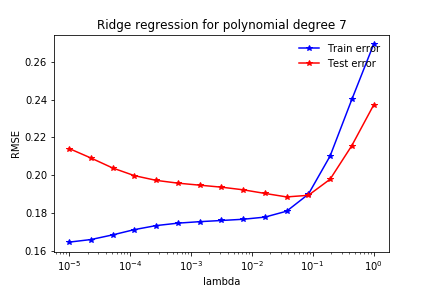 Ridge regression for polynomial degree 7
Train error
Test error
RMSE
0.26
0.24
0.22
0.20
0.18
0.16
10⁻⁵ 10⁻⁴ 10⁻³ 10⁻² 10⁻¹ 10⁰
lambda